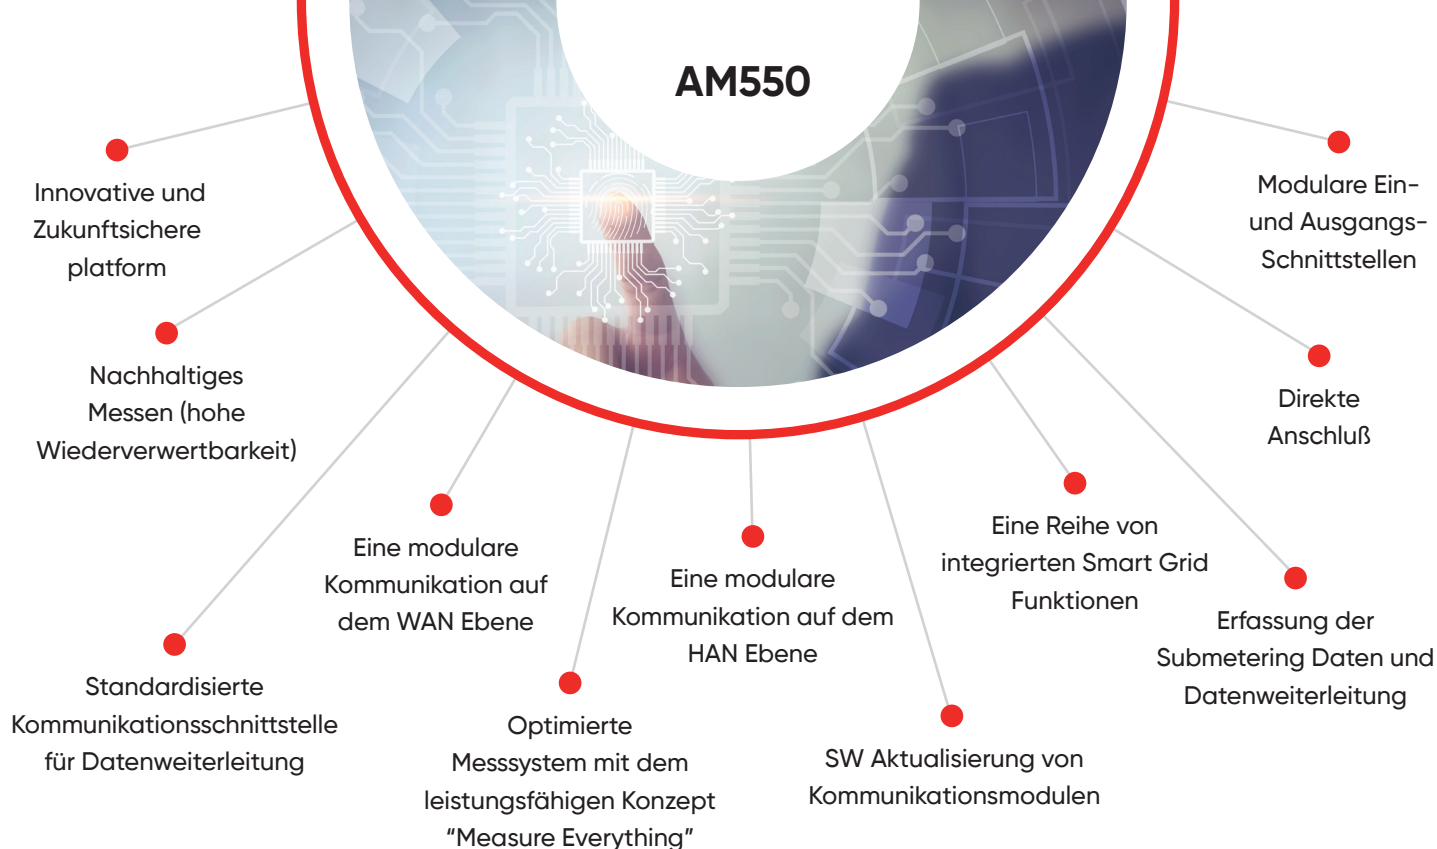 AM550
Innovative und
Zukunftsichere
platform
Nachhaltiges
Messen (hohe
Wiederverwertbarkeit)
Standardisierte
Kommunikationsschnittstelle
für Datenweiterleitung
Eine modulare
Kommunikation auf
dem WAN Ebene
Optimierte
Messsystem mit dem
leistungsfähigen Konzept
“Measure Everything”
Eine modulare
Kommunikation auf dem
HAN Ebene
SW Aktualisierung von
Kommunikationsmodulen
Eine Reihe von
integrierten Smart Grid
Funktionen
Erfassung der
Submetering Daten und
Datenweiterleitung
Direkte
Anschluß
Modulare Ein-
und Ausgangs-
Schnittstellen